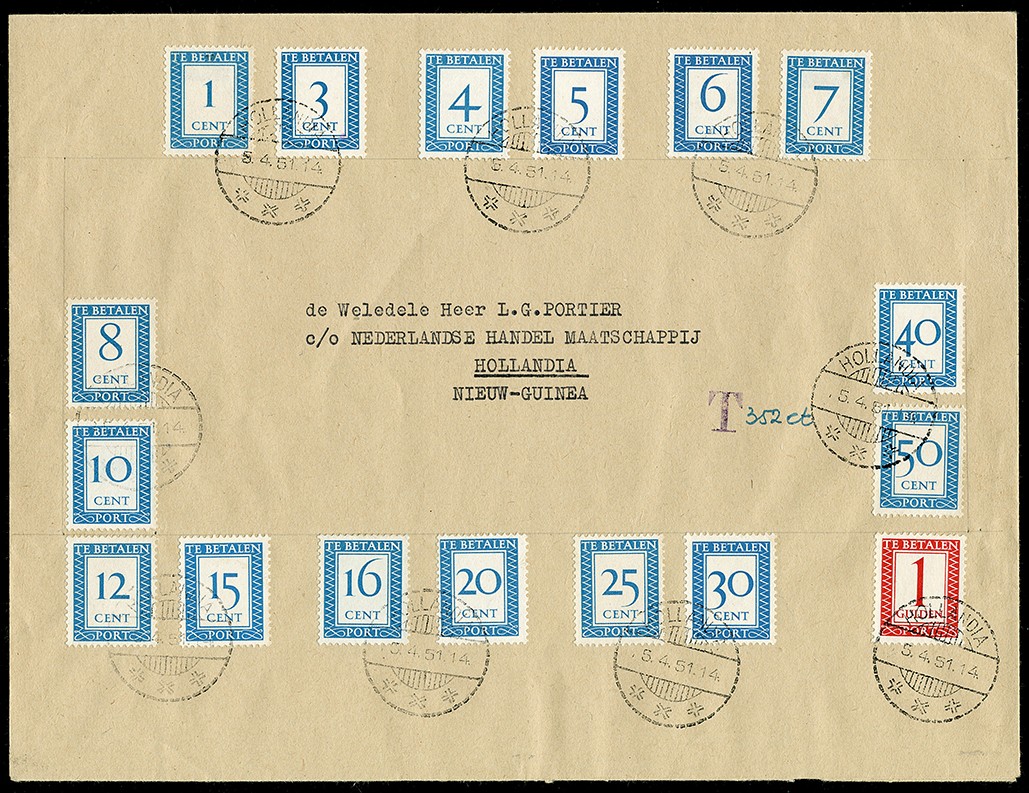 TE BETALEN 1 CENT PORT
TE BETALEN 3 CENT PORT
TE BETALEN 4 CENT PORT
TE BETALEN 5 CENT PORT
TE BETALEN 6 CENT PORT
TE BETALEN 7 CENT PORT
HOLLANDIA 5.4.51.14
HOLLANDIA 5.4.51.14
HOLLANDIA 5.4.51.14
de Weledele Heer L.G.PORTIER
c/o NEDERLANDSE HANDEL MAATSCHAPPIJ
HOLLANDIA
NIEUW-GUINEA
T 352 ct
TE BETALEN 8 CENT PORT
TE BETALEN 10 CENT PORT
TE BETALEN 40 CENT PORT
HOLLANDIA 5.4.51
TE BETALEN 50 CENT PORT
TE BETALEN 12 CENT PORT
TE BETALEN 15 CENT PORT
TE BETALEN 16 CENT PORT
TE BETALEN 20 CENT PORT
TE BETALEN 25 CENT PORT
TE BETALEN 30 CENT PORT
TE BETALEN 1 GULDEN PORT
HOLLANDIA 5.4.51.14
HOLLANDIA 5.4.51.14
HOLLANDIA 5.4.51.14